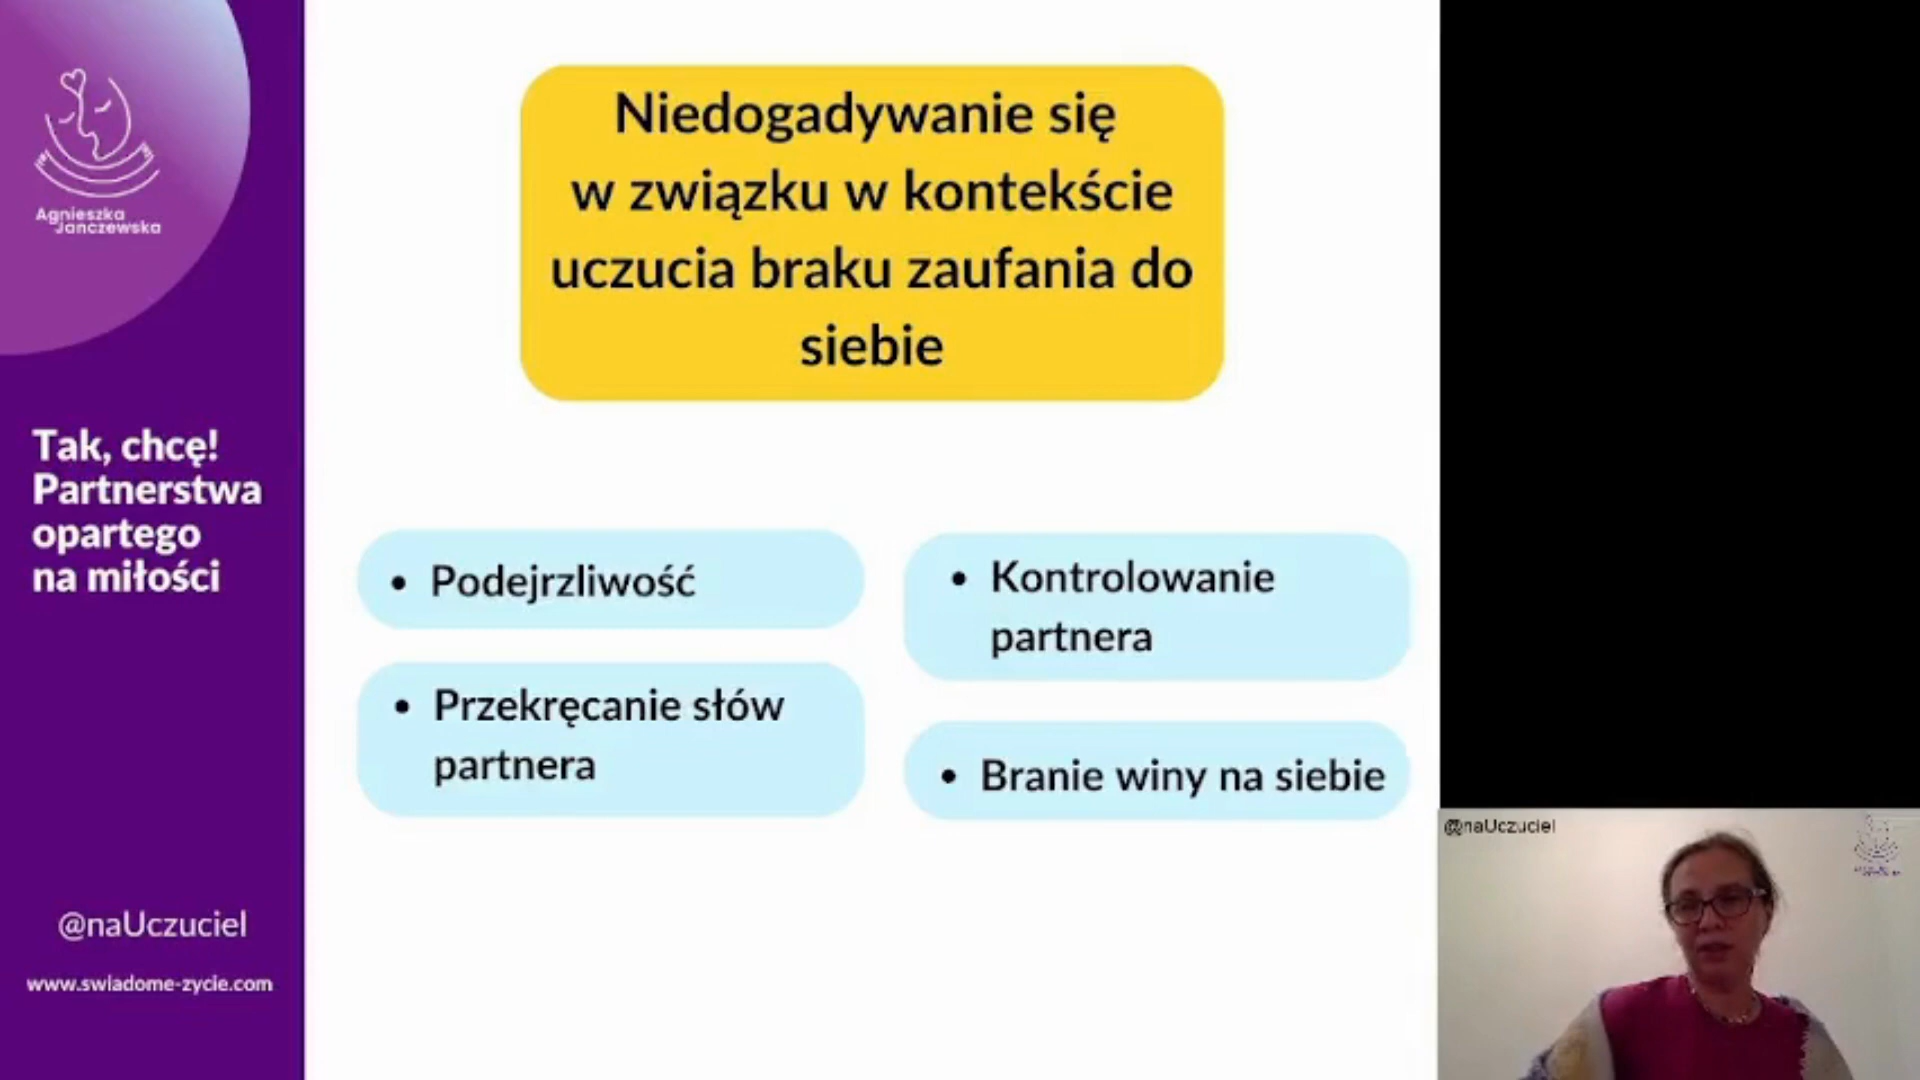 Agnieszka
Janczewska
Tak, chcę!
Partnerstwa
opartego
na miłości
@naUczuciel
www.swiadome-zycie.com
Niedogadywanie się
w związku w kontekście
uczucia braku zaufania do
siebie
• Podejrzliwość
• Przekręcanie słów
partnera
• Kontrolowanie
partnera
• Branie winy na siebie
@naUczuciel